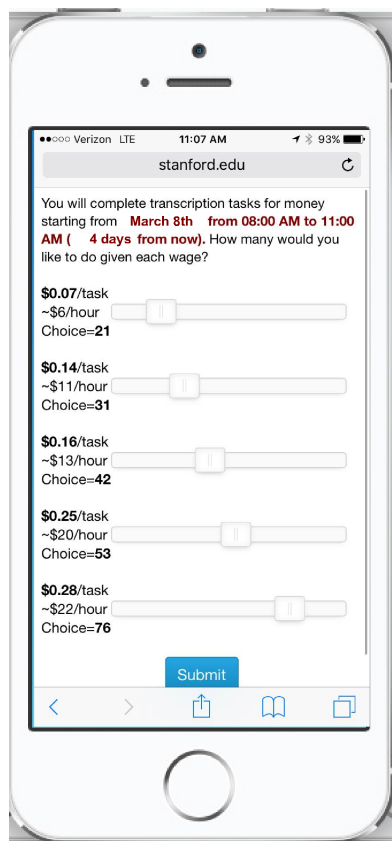 Verizon LTE 11:07 AM 93%
stanford.edu
You will complete transcription tasks for money
starting from March 8th from 08:00 AM to 11:00
AM ( 4 days from now). How many would you
like to do given each wage?
$0.07/task
~$6/hour
Choice=21
$0.14/task
~$11/hour
Choice=31
$0.16/task
~$13/hour
Choice=42
$0.25/task
~$20/hour
Choice=53
$0.28/task
~$22/hour
Choice=76
Submit